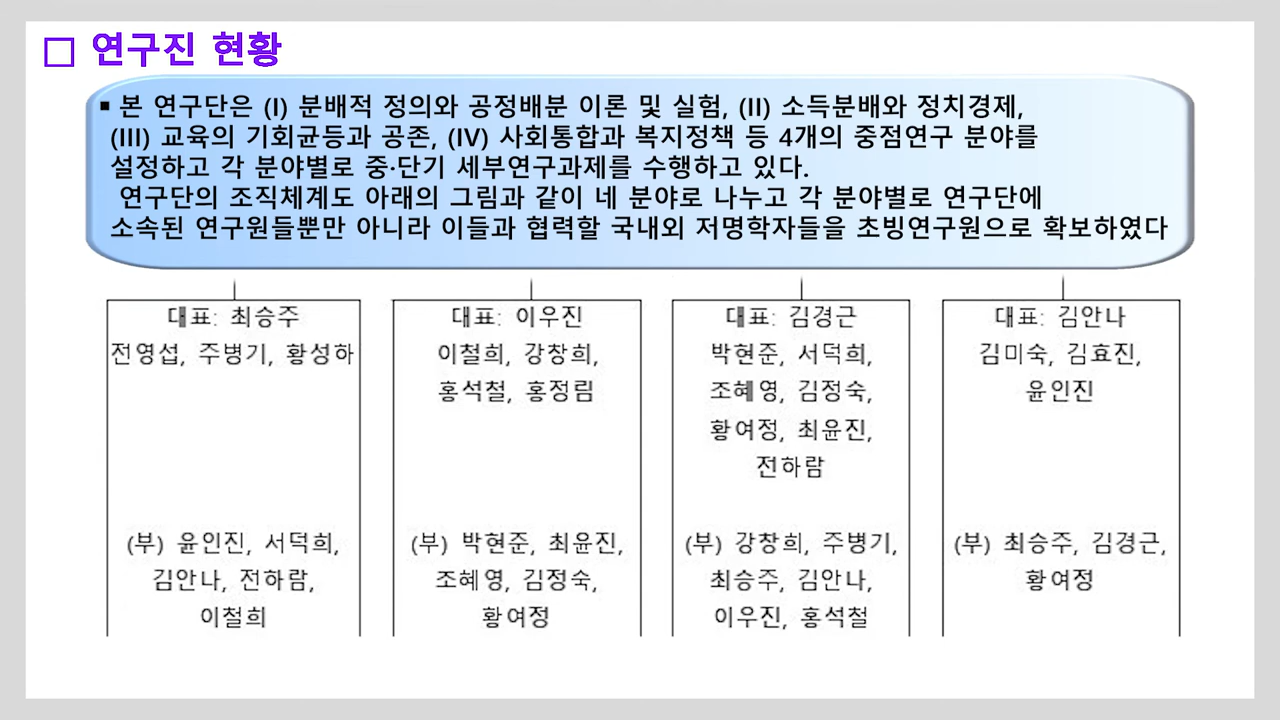 □ 연구진 현황
▪ 본 연구단은 (I) 분배적 정의와 공정배분 이론 및 실험, (II) 소득분배와 정치경제,
(III) 교육의 기회균등과 공존, (IV) 사회통합과 복지정책 등 4개의 중점연구 분야를
설정하고 각 분야별로 중·단기 세부연구과제를 수행하고 있다.
연구단의 조직체계도 아래의 그림과 같이 네 분야로 나누고 각 분야별로 연구단에
소속된 연구원들뿐만 아니라 이들과 협력할 국내외 저명학자들을 초빙연구원으로 확보하였다
대표: 최승주
전영섭, 주병기, 황성하
(부) 윤인진, 서덕희,
김안나, 전하람,
이철희
대표: 이우진
이철희, 강창희,
홍석철, 홍정림
(부) 박현준, 최윤진,
조혜영, 김정숙,
황여정
대표: 김경근
박현준, 서덕희,
조혜영, 김정숙,
황여정, 최윤진,
전하람
(부) 강창희, 주병기,
최승주, 김안나,
이우진, 홍석철
대표: 김안나
김미숙, 김효진,
윤인진
(부) 최승주, 김경근,
황여정